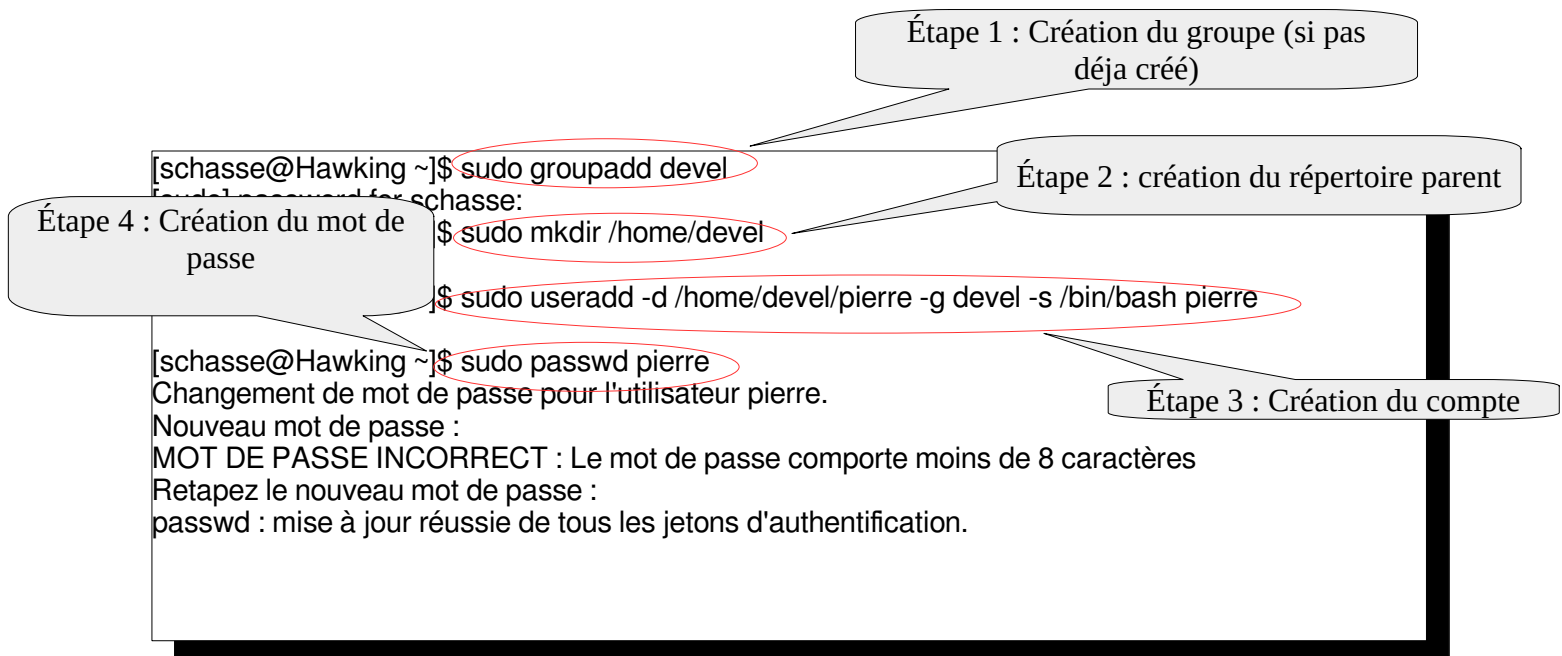 Étape 1 : Création du groupe (si pas
déja créé)
[schasse@Hawking ~]$ sudo groupadd devel
schasse:
Étape 2 : création du répertoire parent
Étape 4 : Création du mot de
passe
$ sudo mkdir /home/devel
]$ sudo useradd -d /home/devel/pierre -g devel -s /bin/bash pierre
[schasse@Hawking ~]$ sudo passwd pierre
Changement de mot de passe pour l'utilisateur pierre.
Étape 3 : Création du compte
Nouveau mot de passe :
MOT DE PASSE INCORRECT : Le mot de passe comporte moins de 8 caractères
Retapez le nouveau mot de passe :
passwd : mise à jour réussie de tous les jetons d'authentification.